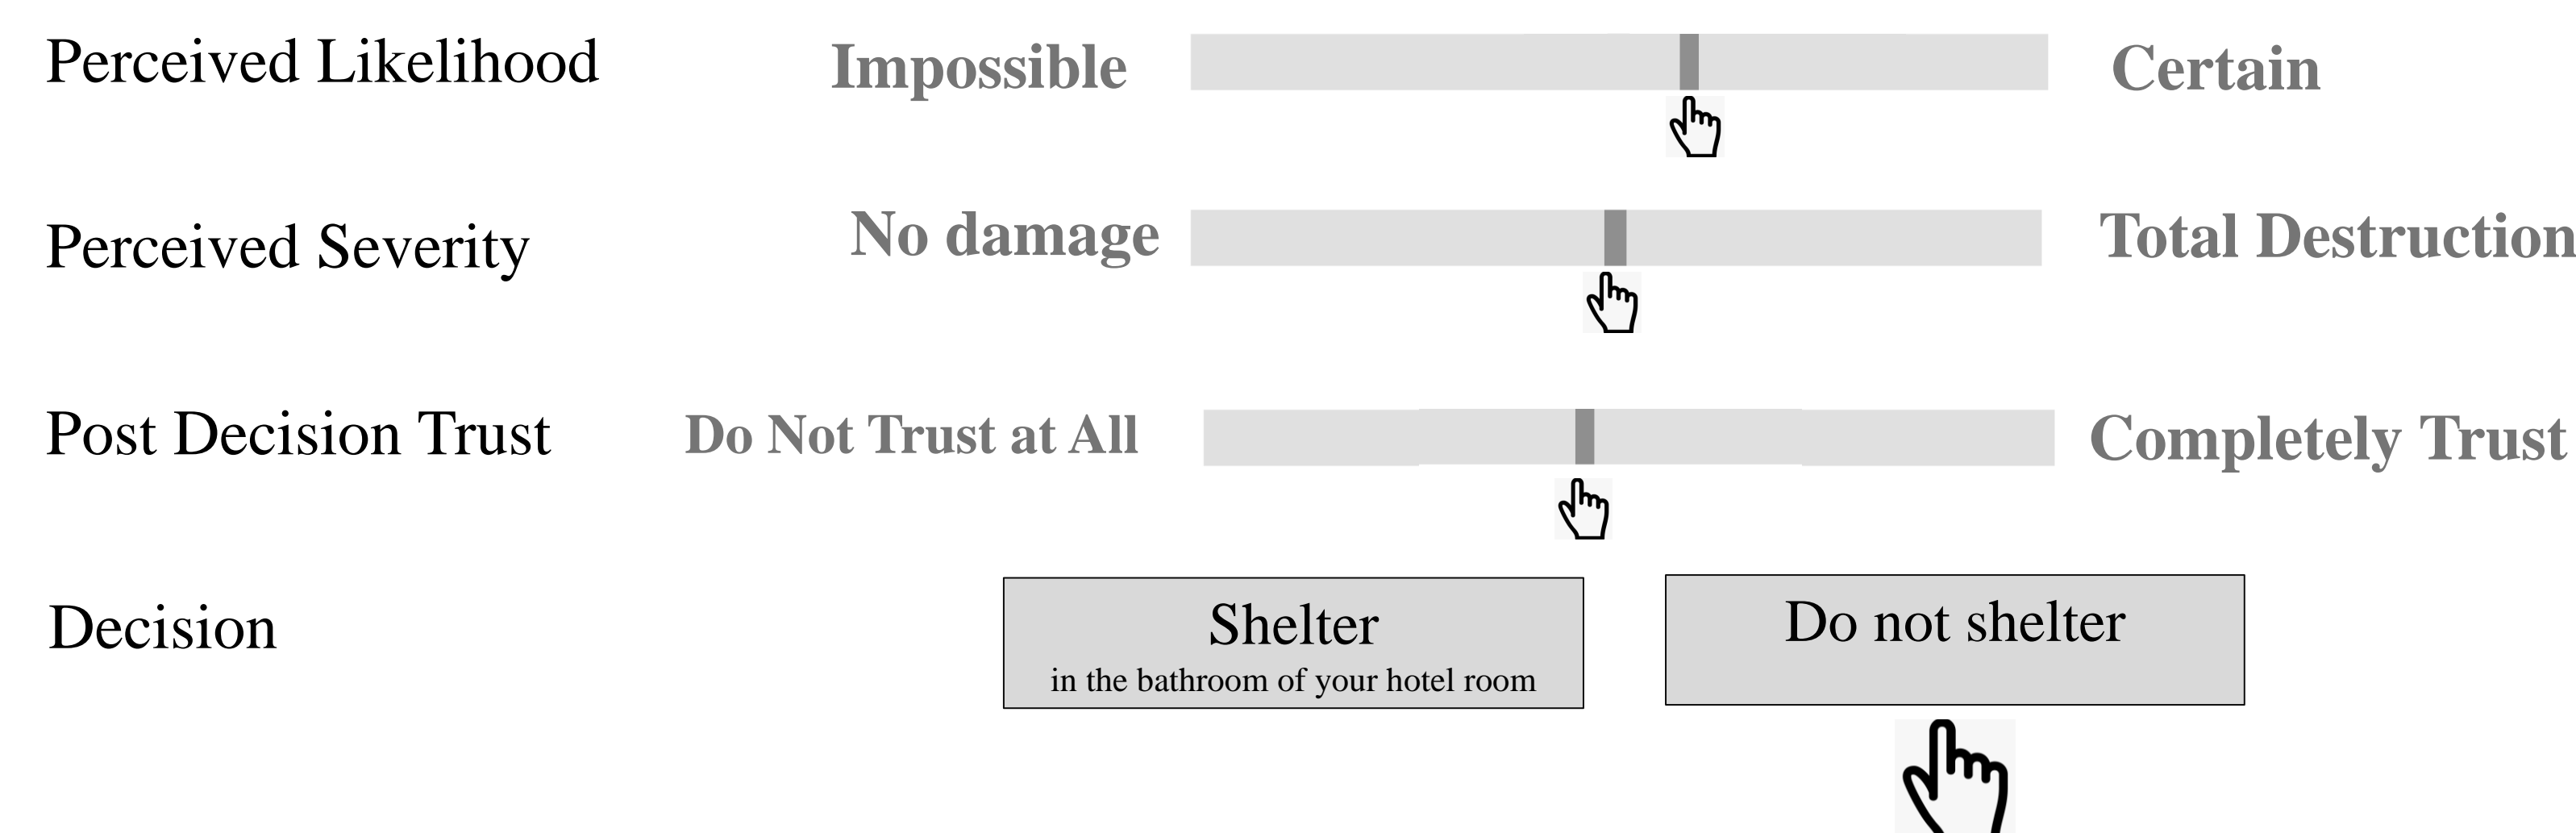 Perceived Likelihood Impossible Certain
Perceived Severity No damage Total Destruction
Post Decision Trust Do Not Trust at All Completely Trust
Decision Shelter Do not shelter
in the bathroom of your hotel room